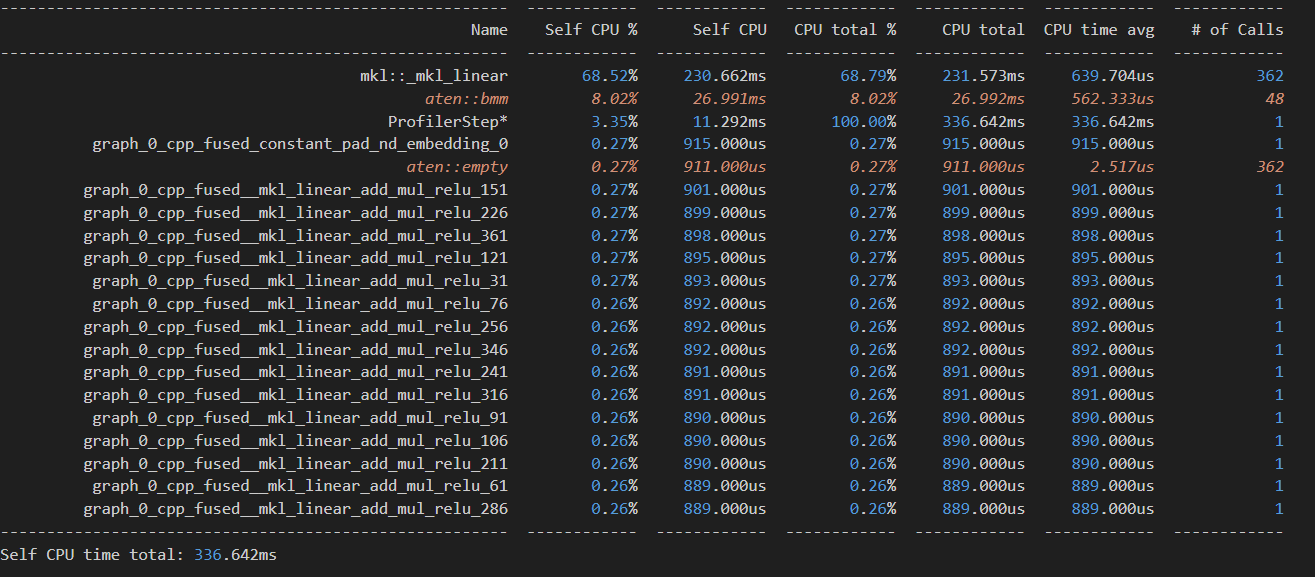 -------------------------------------------------------  ------------  ------------  ------------  ------------  ------------  ------------
Name    Self CPU %      Self CPU   CPU total %     CPU total  CPU time avg    # of Calls
-------------------------------------------------------  ------------  ------------  ------------  ------------  ------------  ------------
mkl::_mkl_linear        68.52%     230.662ms        68.79%     231.573ms     639.704us           362
aten::bmm         8.02%      26.991ms         8.02%      26.992ms     562.333us            48
ProfilerStep*         3.35%      11.292ms       100.00%     336.642ms     336.642ms             1
graph_0_cpp_fused_constant_pad_nd_embedding_0         0.27%     915.000us         0.27%     915.000us     915.000us             1
aten::empty         0.27%     911.000us         0.27%     911.000us       2.517us           362
graph_0_cpp_fused__mkl_linear_add_mul_relu_151         0.27%     901.000us         0.27%     901.000us     901.000us             1
graph_0_cpp_fused__mkl_linear_add_mul_relu_226         0.27%     899.000us         0.27%     899.000us     899.000us             1
graph_0_cpp_fused__mkl_linear_add_mul_relu_361         0.27%     898.000us         0.27%     898.000us     898.000us             1
graph_0_cpp_fused__mkl_linear_add_mul_relu_121         0.27%     895.000us         0.27%     895.000us     895.000us             1
graph_0_cpp_fused__mkl_linear_add_mul_relu_31         0.27%     893.000us         0.27%     893.000us     893.000us             1
graph_0_cpp_fused__mkl_linear_add_mul_relu_76         0.26%     892.000us         0.26%     892.000us     892.000us             1
graph_0_cpp_fused__mkl_linear_add_mul_relu_256         0.26%     892.000us         0.26%     892.000us     892.000us             1
graph_0_cpp_fused__mkl_linear_add_mul_relu_346         0.26%     892.000us         0.26%     892.000us     892.000us             1
graph_0_cpp_fused__mkl_linear_add_mul_relu_241         0.26%     891.000us         0.26%     891.000us     891.000us             1
graph_0_cpp_fused__mkl_linear_add_mul_relu_316         0.26%     891.000us         0.26%     891.000us     891.000us             1
graph_0_cpp_fused__mkl_linear_add_mul_relu_91         0.26%     890.000us         0.26%     890.000us     890.000us             1
graph_0_cpp_fused__mkl_linear_add_mul_relu_106         0.26%     890.000us         0.26%     890.000us     890.000us             1
graph_0_cpp_fused__mkl_linear_add_mul_relu_211         0.26%     890.000us         0.26%     890.000us     890.000us             1
graph_0_cpp_fused__mkl_linear_add_mul_relu_61         0.26%     889.000us         0.26%     889.000us     889.000us             1
graph_0_cpp_fused__mkl_linear_add_mul_relu_286         0.26%     889.000us         0.26%     889.000us     889.000us             1
-------------------------------------------------------  ------------  ------------  ------------  ------------  ------------  ------------
Self CPU time total: 336.642ms